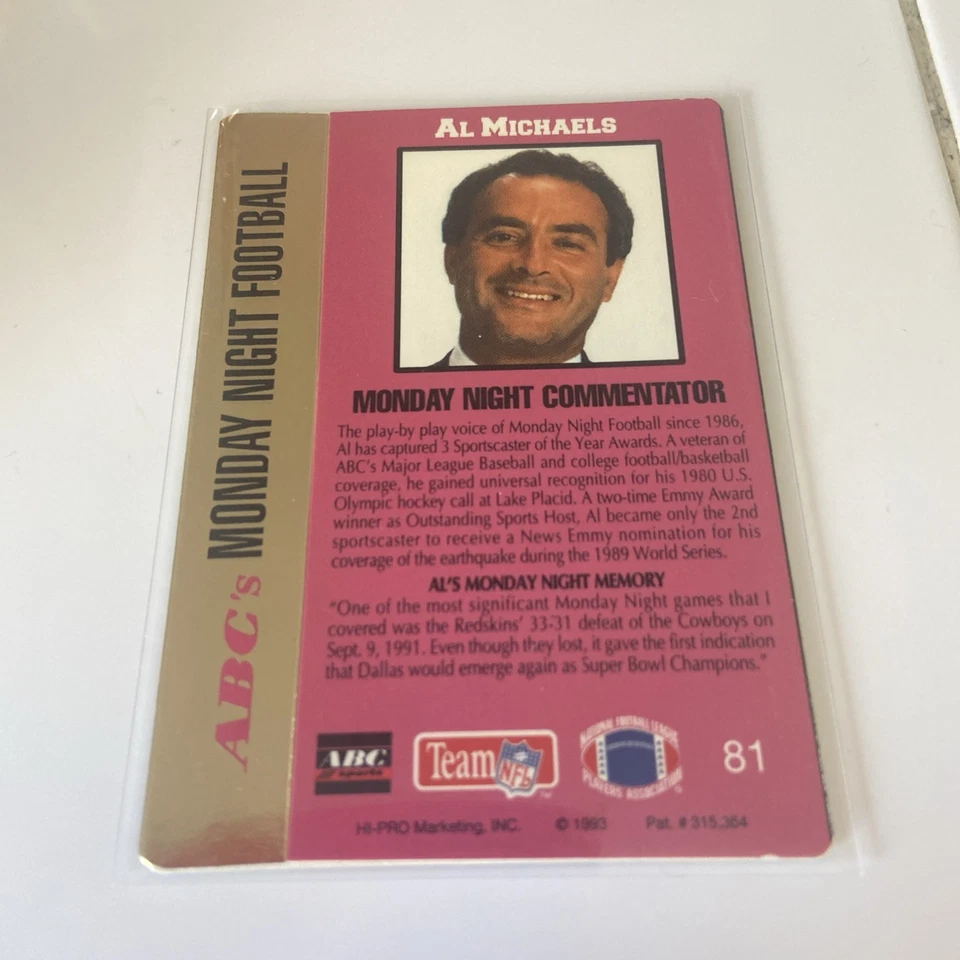 AL MICHAELS
ABC's MONDAY NIGHT FOOTBALL
MONDAY NIGHT COMMENTATOR
The play-by play voice of Monday Night Football since 1986,
Al has captured 3 Sportscaster of the Year Awards. A veteran of
ABC's Major League Baseball and college football/basketball
coverage, he gained universal recognition for his 1980 U.S.
Olympic hockey call at Lake Placid. A two-time Emmy Award
winner as Outstanding Sports Host, Al became only the 2nd
sportscaster to receive a News Emmy nomination for his
coverage of the earthquake during the 1989 World Series.
AL'S MONDAY NIGHT MEMORY
"One of the most significant Monday Night games that I
covered was the Redskins' 33-31 defeat of the Cowboys on
Sept. 9, 1991. Even though they lost, it gave the first indication
that Dallas would emerge again as Super Bowl Champions."
ABC
sports
Team NFL
TM
NATIONAL FOOTBALL LEAGUE
PLAYERS ASSOCIATION
81
HI-PRO Marketing, INC. © 1993 Pat. # 315,364